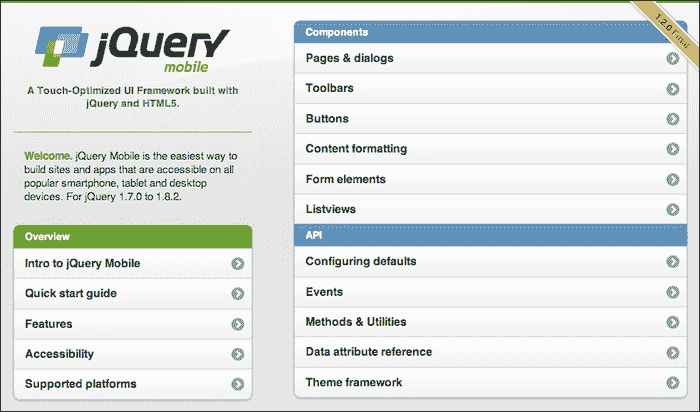 jQuery
mobile
A Touch-Optimized UI Framework built with
jQuery and HTML5.
Welcome. jQuery Mobile is the easiest way to
build sites and apps that are accessible on all
popular smartphone, tablet and desktop
devices. For jQuery 1.7.0 to 1.8.2.
Overview
Intro to jQuery Mobile
Quick start guide
Features
Accessibility
Supported platforms
1.2.0 Final
Components
Pages & dialogs
Toolbars
Buttons
Content formatting
Form elements
Listviews
API
Configuring defaults
Events
Methods & Utilities
Data attribute reference
Theme framework